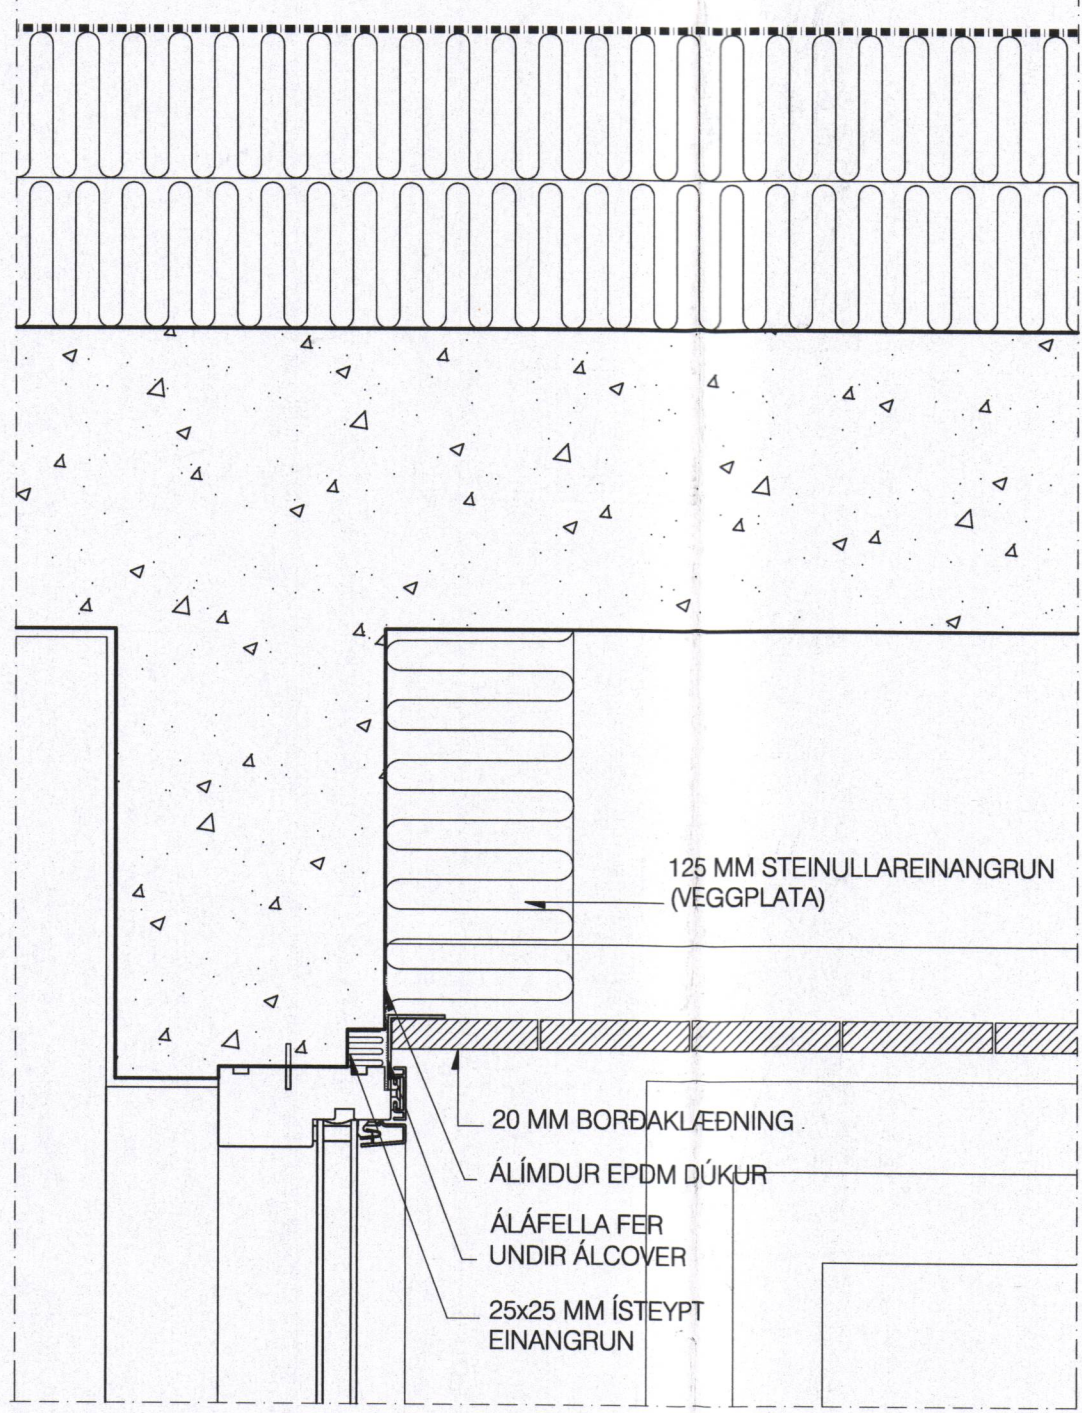 125 MM STEINULLAREINANGRUN
(VEGGPLATA)
20 MM BORÐAKLÆÐNING
ÁLÍMDUR EPDM DÚKUR
ÁLÁFELLA FER
UNDIR ÁLCOVER
25x25 MM ÍSTEYPT
EINANGRUN